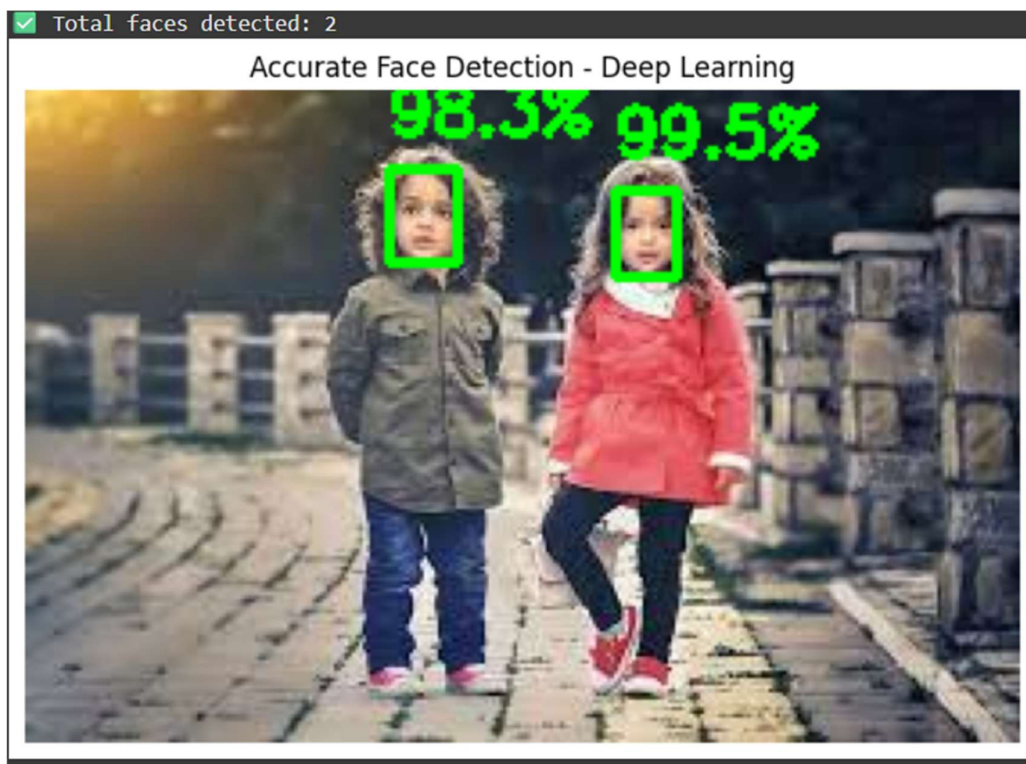 ✅ Total faces detected: 2
Accurate Face Detection - Deep Learning
98.3% 99.5%